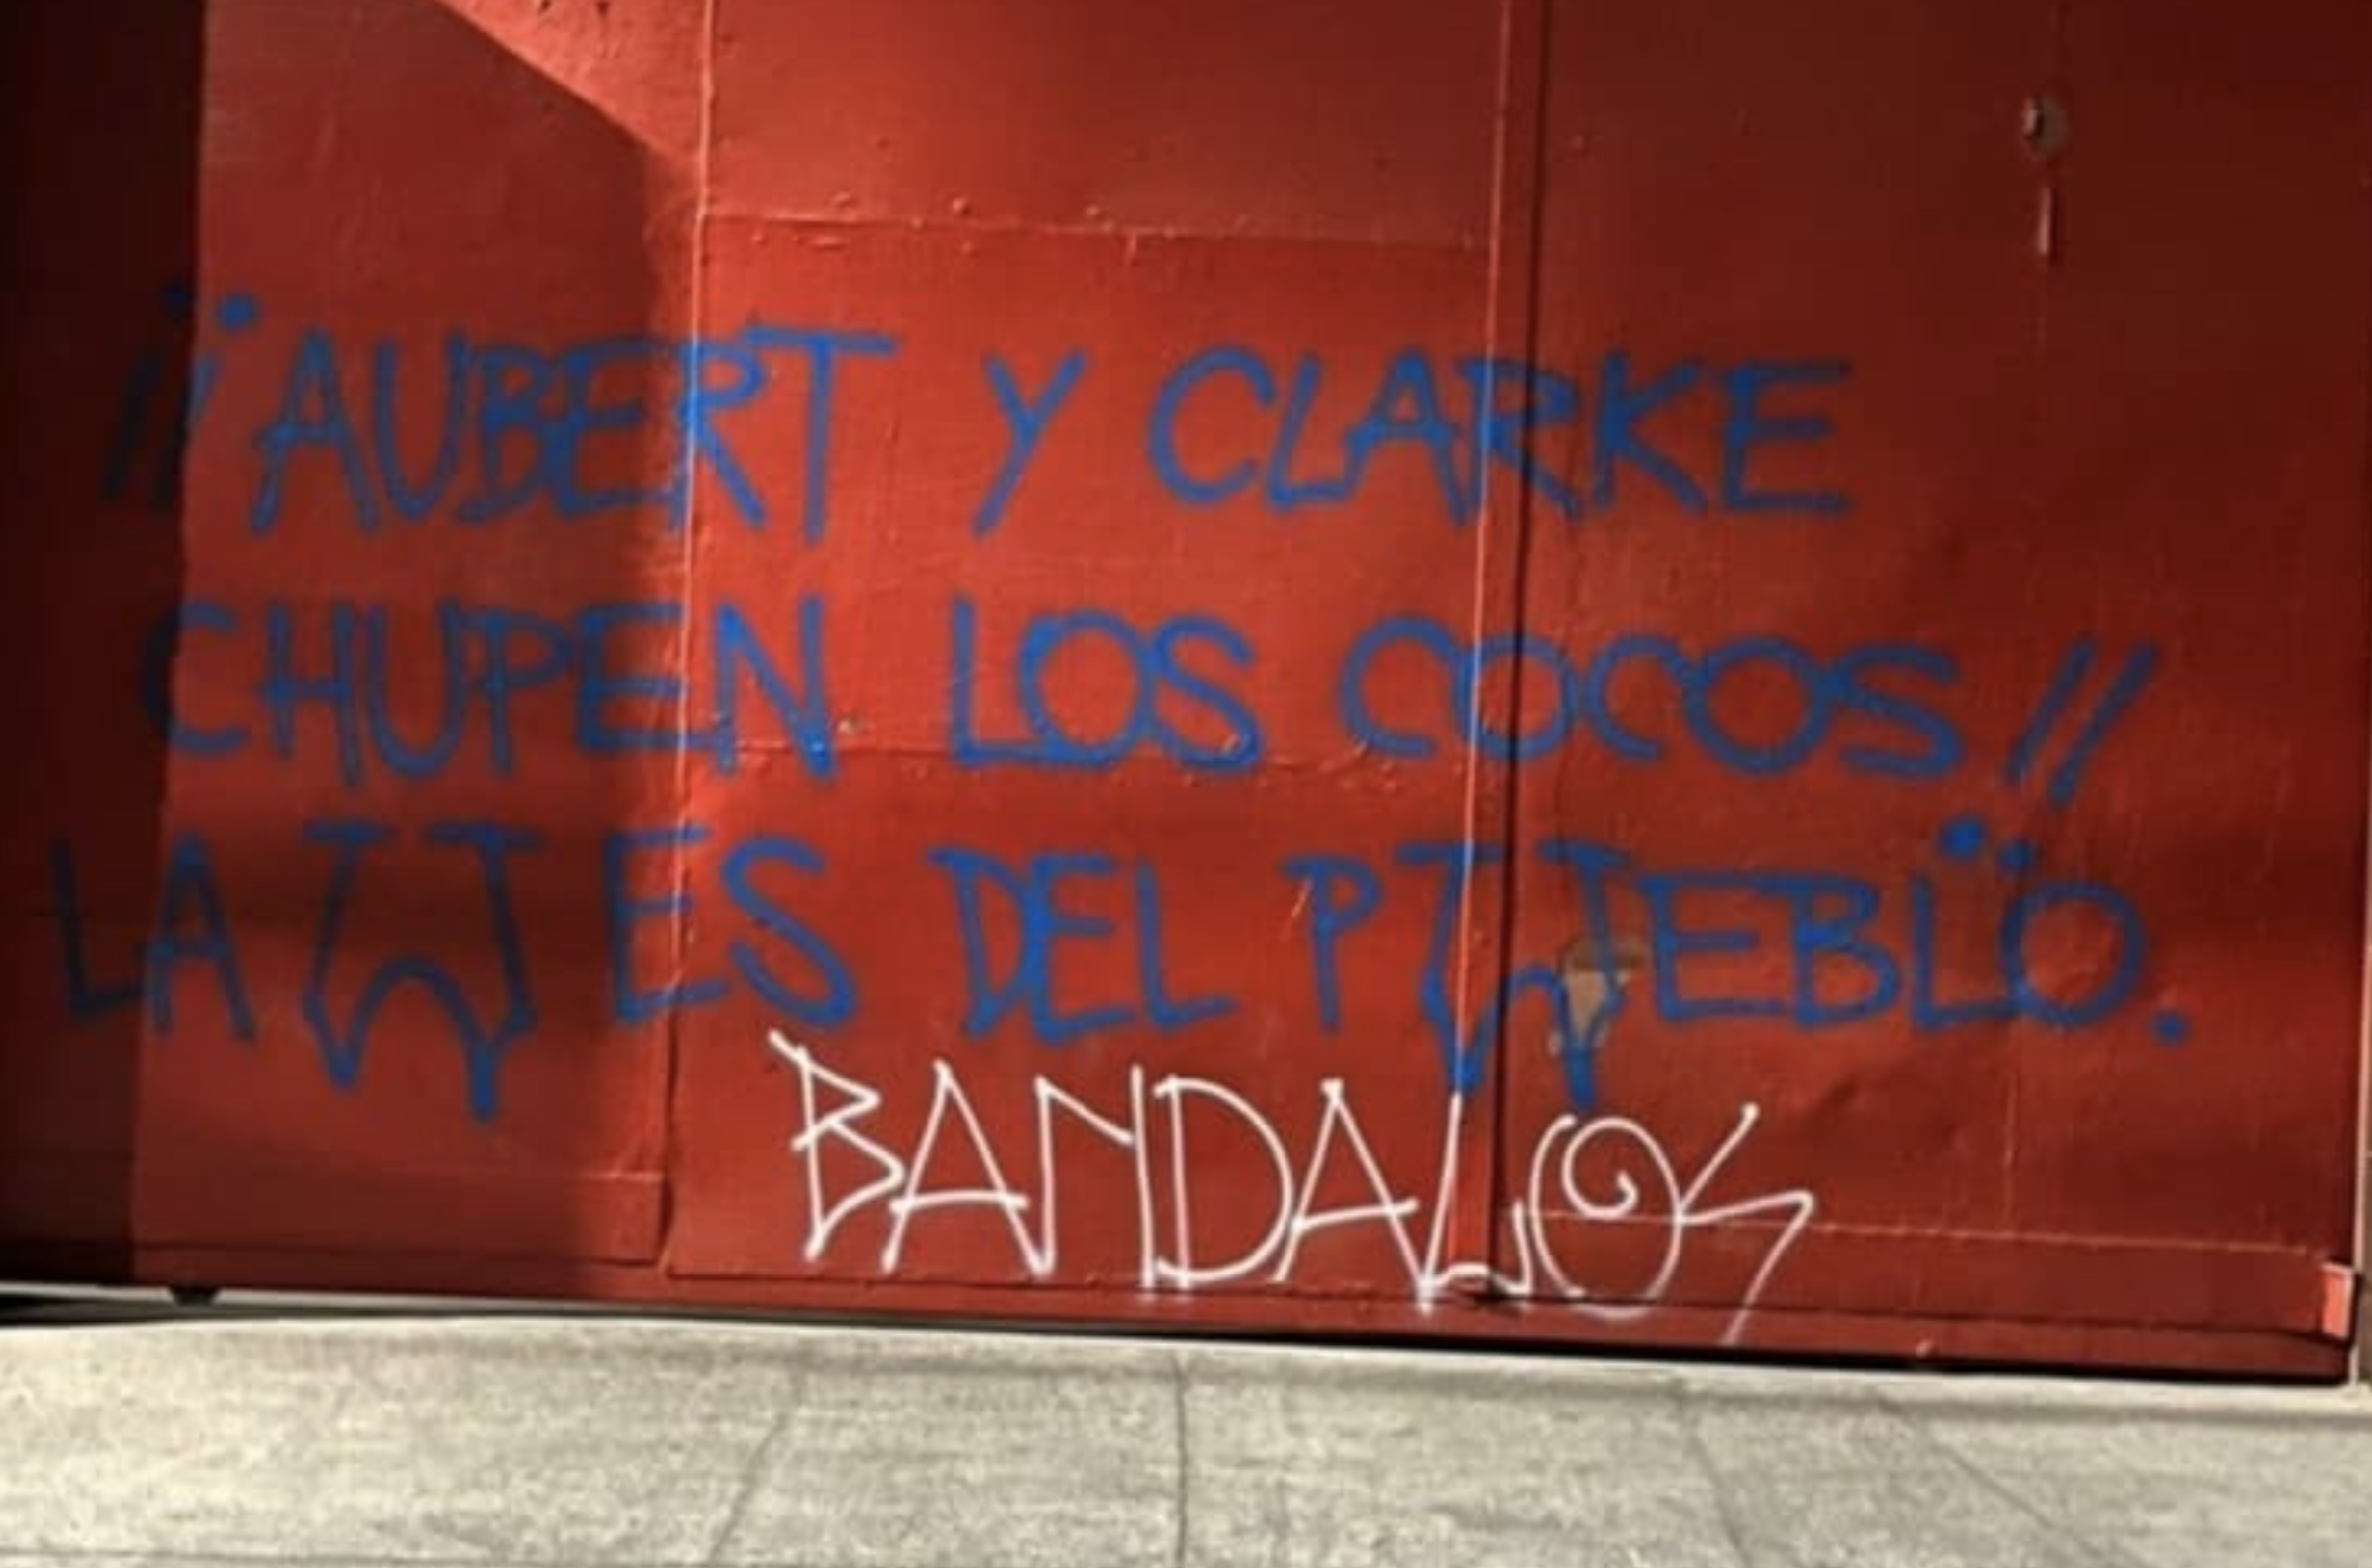 ¡¡AUBERT Y CLARKE
CHUPEN LOS COCOS!!
LA U ES DEL PUEBLO.
BANDALOS